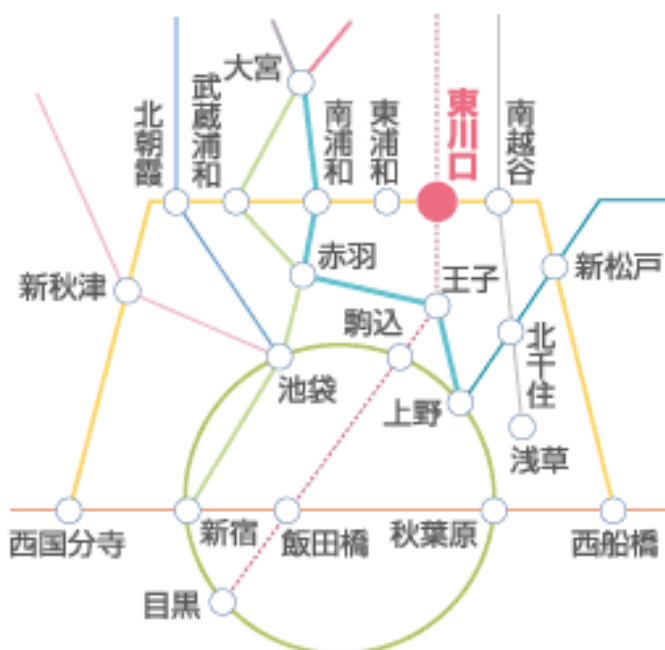 大宮
北朝霞
武蔵浦和
南浦和
東浦和
東川口
南越谷
赤羽
新松戸
王子
新秋津
駒込
北千住
池袋
上野
浅草
西国分寺
新宿
飯田橋
秋葉原
西船橋
目黒